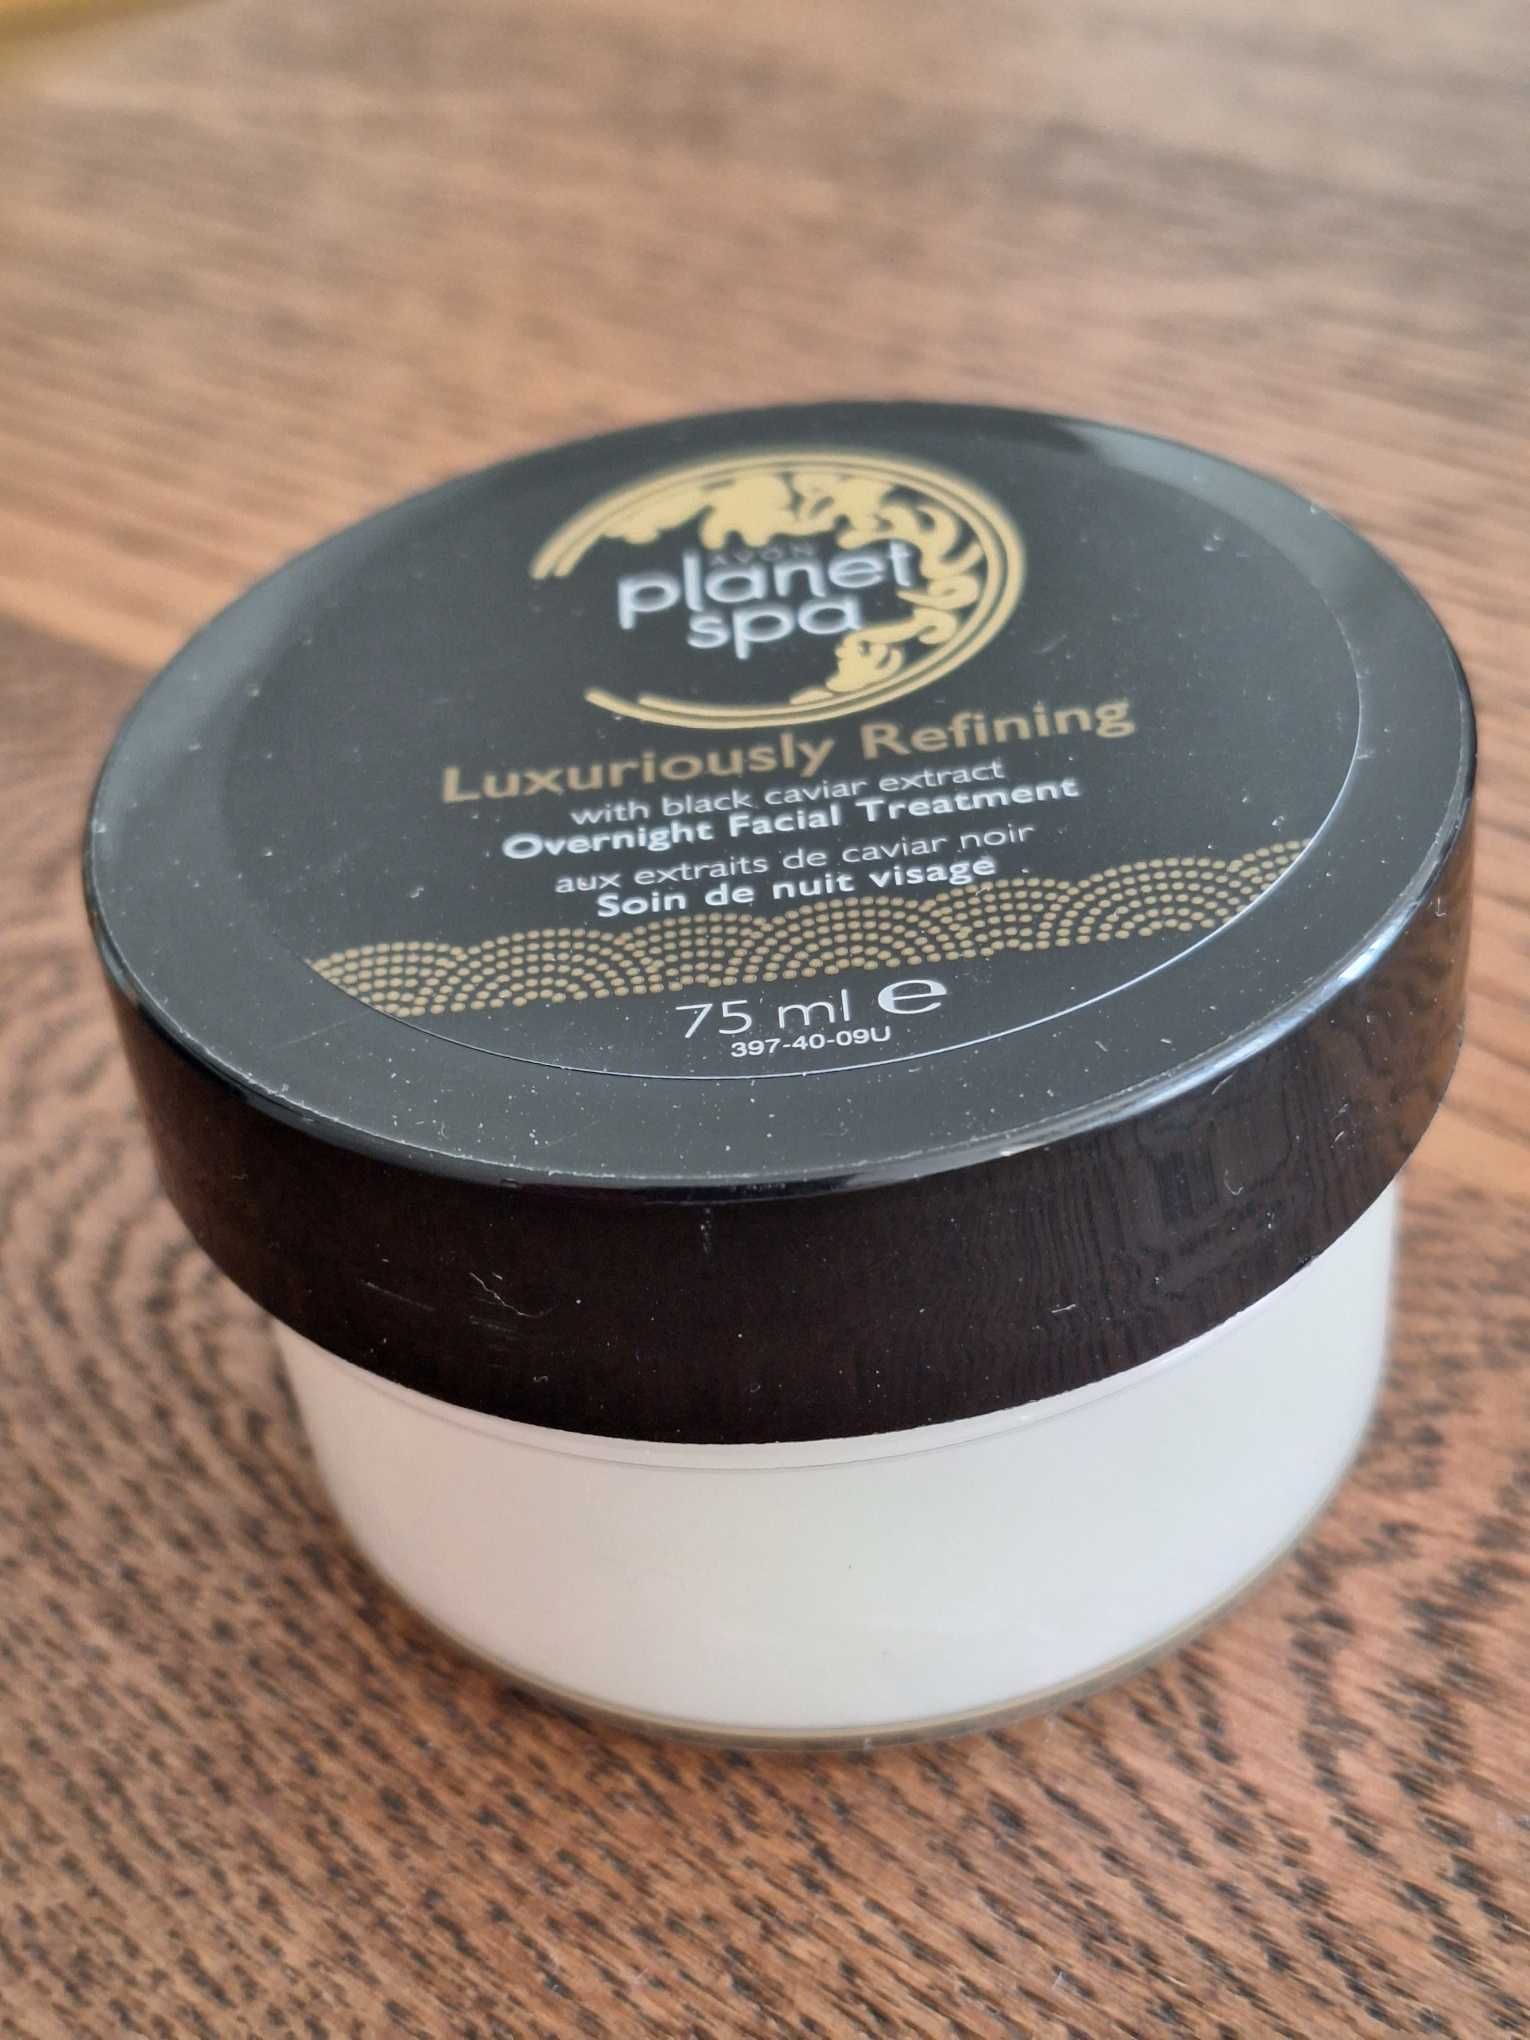 AVON
planet
spa
Luxuriously Refining
with black caviar extract
Overnight Facial Treatment
aux extraits de caviar noir
Soin de nuit visage
75 ml e
397-40-09U